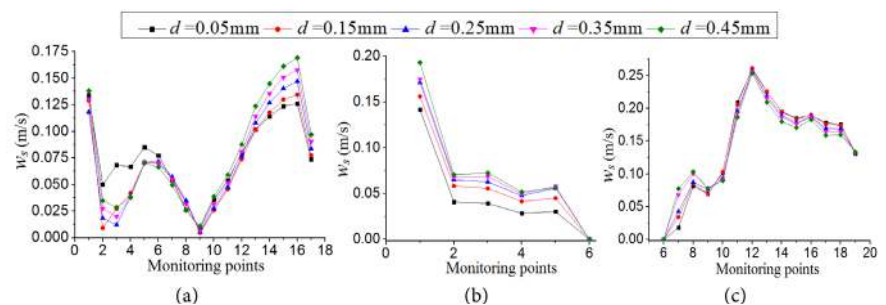 d=0.05mm d=0.15mm d=0.25mm d=0.35mm d=0.45mm
0.175
0.150
0.125
0.100
0.075
0.050
0.025
0.000
w_s (m/s)
0 2 4 6 8 10 12 14 16 18
Monitoring points
(a)
0.20
0.15
0.10
0.05
0.00
w_s (m/s)
0 1 2 3 4 5 6
Monitoring points
(b)
0.25
0.20
0.15
0.10
0.05
0.00
w_s (m/s)
6 8 10 12 14 16 18 20
Monitoring points
(c)